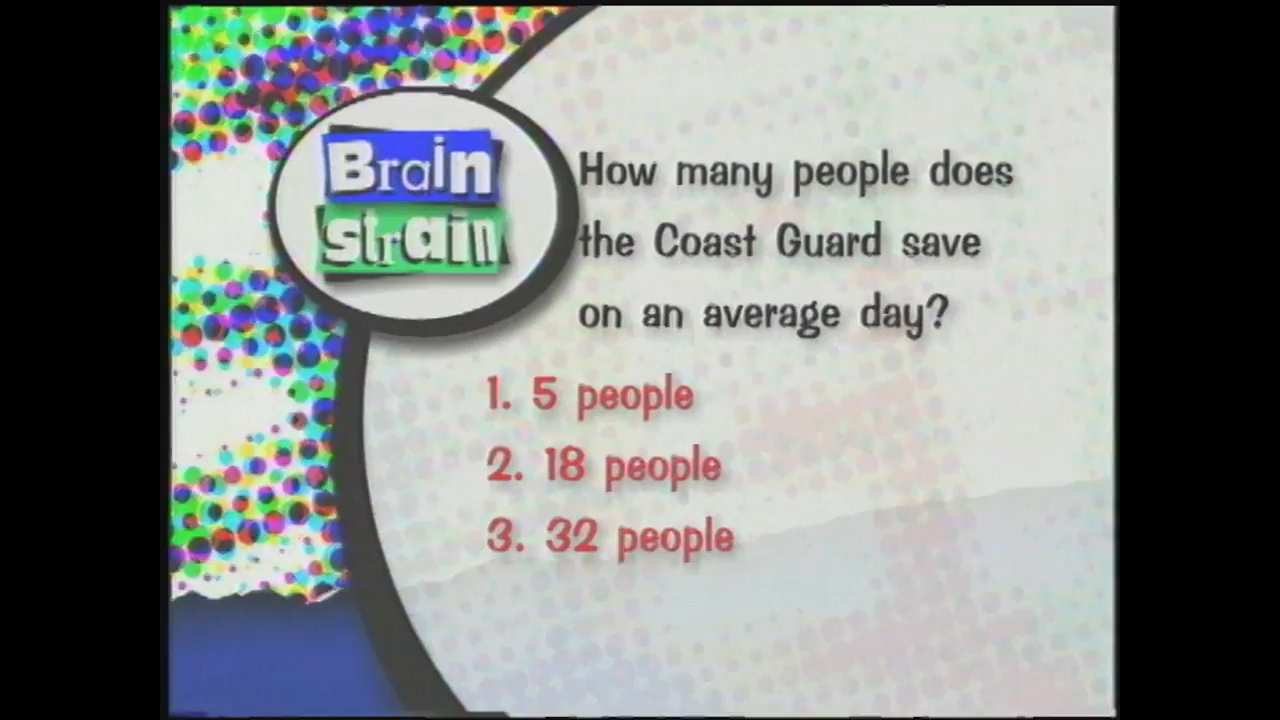 Brain
strain
How many people does
the Coast Guard save
on an average day?
1. 5 people
2. 18 people
3. 32 people